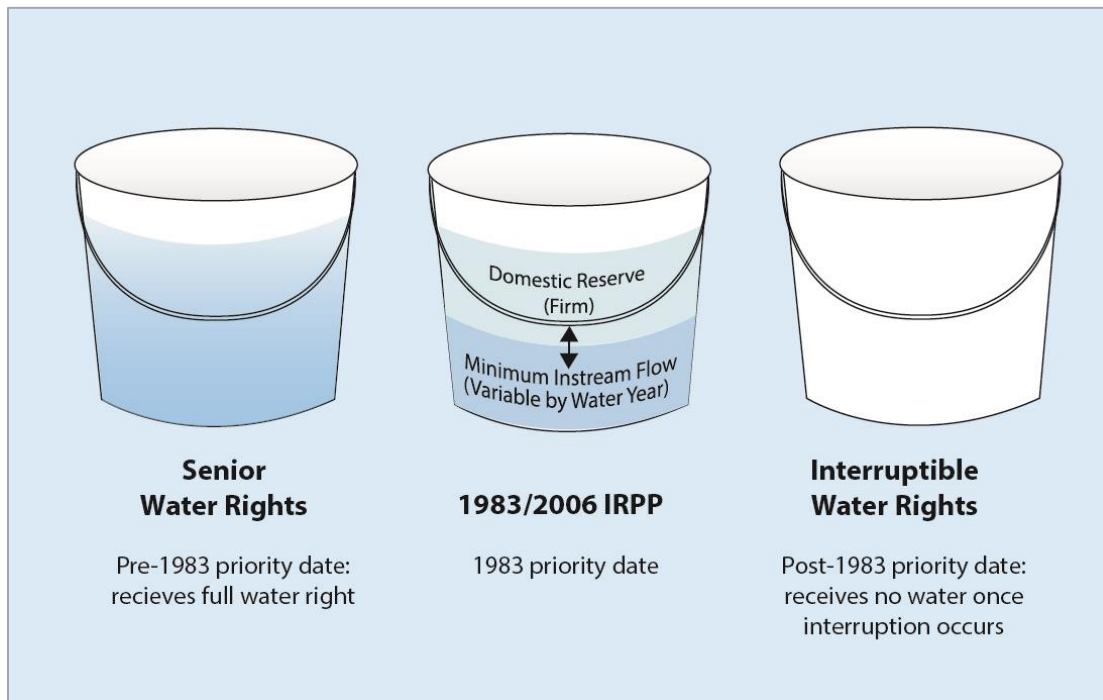 Domestic Reserve
(Firm)
Minimum Instream Flow
(Variable by Water Year)
Senior
Water Rights
Pre-1983 priority date:
recieves full water right
1983/2006 IRPP
1983 priority date
Interruptible
Water Rights
Post-1983 priority date:
receives no water once
interruption occurs